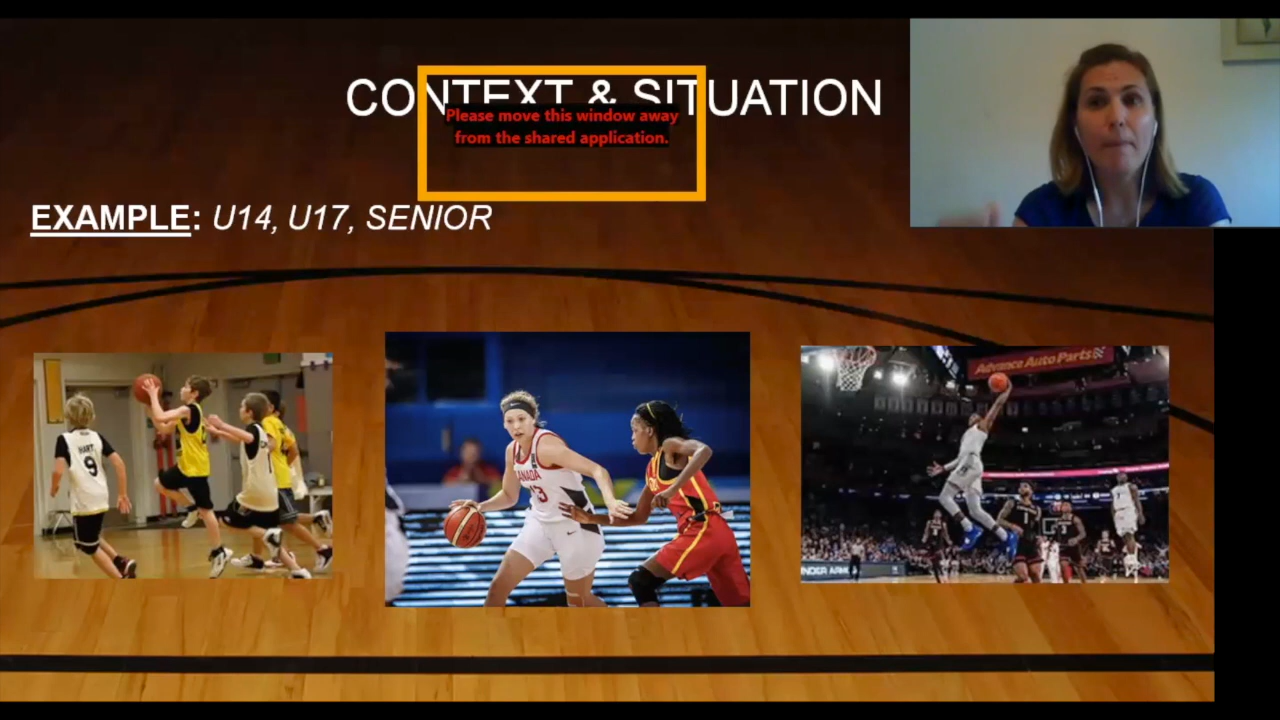 CONTEXT & SITUATION
Please move this window away
from the shared application.
EXAMPLE: U14, U17, SENIOR
HART
9
CANADA
13
Advance Auto Parts
UNDER ARM